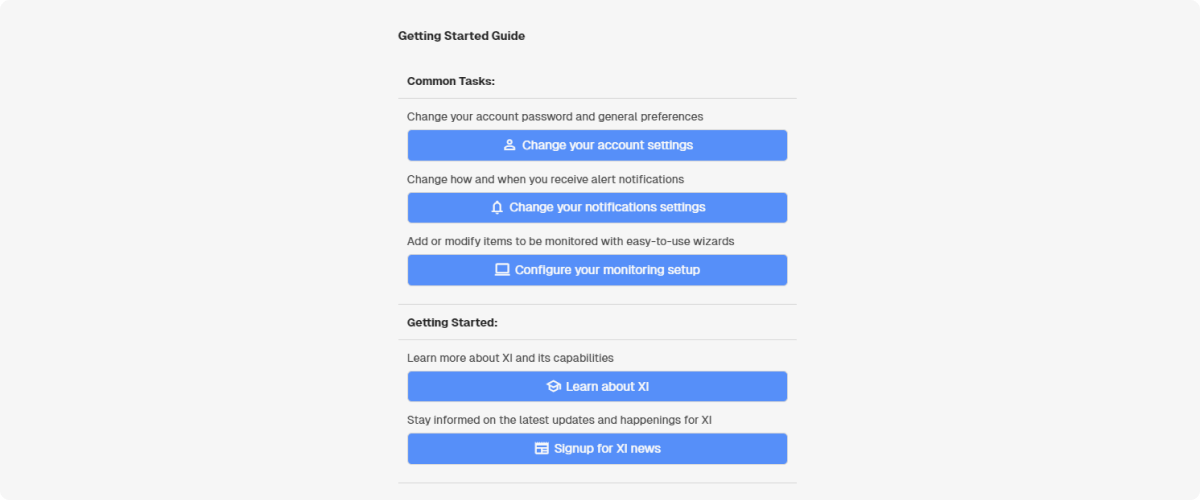 Getting Started Guide
Common Tasks:
Change your account password and general preferences
Change your account settings
Change how and when you receive alert notifications
Change your notifications settings
Add or modify items to be monitored with easy-to-use wizards
Configure your monitoring setup
Getting Started:
Learn more about XI and its capabilities
Learn about XI
Stay informed on the latest updates and happenings for XI
Signup for XI news